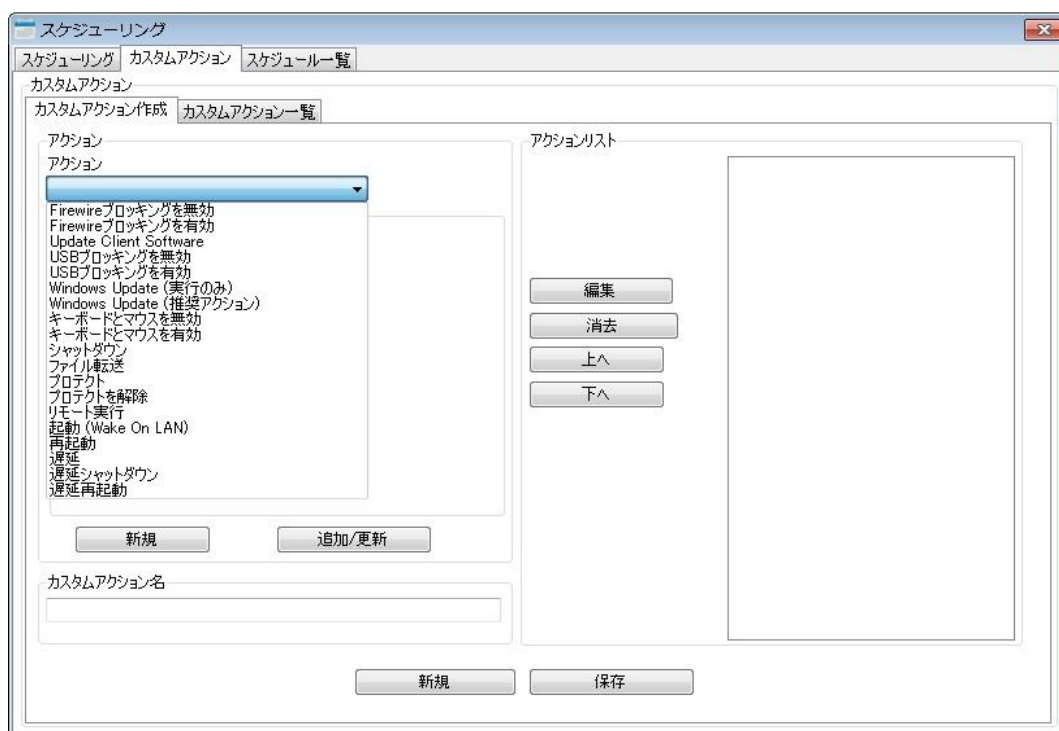 スケジューリング
スケジューリング カスタムアクション スケジュール一覧
カスタムアクション
カスタムアクション作成 カスタムアクション一覧
アクション
アクション
Firewireブロッキングを無効
Firewireブロッキングを有効
Update Client Software
USBブロッキングを無効
USBブロッキングを有効
Windows Update (実行のみ)
Windows Update (推奨アクション)
キーボードとマウスを無効
キーボードとマウスを有効
シャットダウン
ファイル転送
プロテクト
プロテクトを解除
リモート実行
起動 (Wake On LAN)
再起動
遅延
遅延シャットダウン
遅延再起動
新規 追加/更新
カスタムアクション名
アクションリスト
編集
消去
上へ
下へ
新規 保存